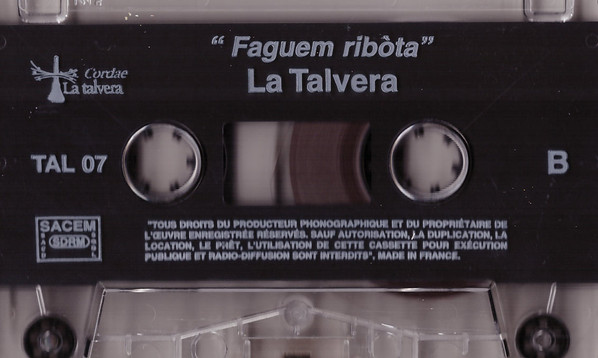 “ Faguem ribòta”
La Talvera
Cordae
La talvera
TAL 07
B
SACEM
SACD SDRM SGDL
"TOUS DROITS DU PRODUCTEUR PHONOGRAPHIQUE ET DU PROPRIÉTAIRE DE
L'ŒUVRE ENREGISTRÉE RÉSERVÉS. SAUF AUTORISATION, LA DUPLICATION, LA
LOCATION, LE PRÊT, L'UTILISATION DE CETTE CASSETTE POUR EXÉCUTION
PUBLIQUE ET RADIO-DIFFUSION SONT INTERDITS", MADE IN FRANCE.